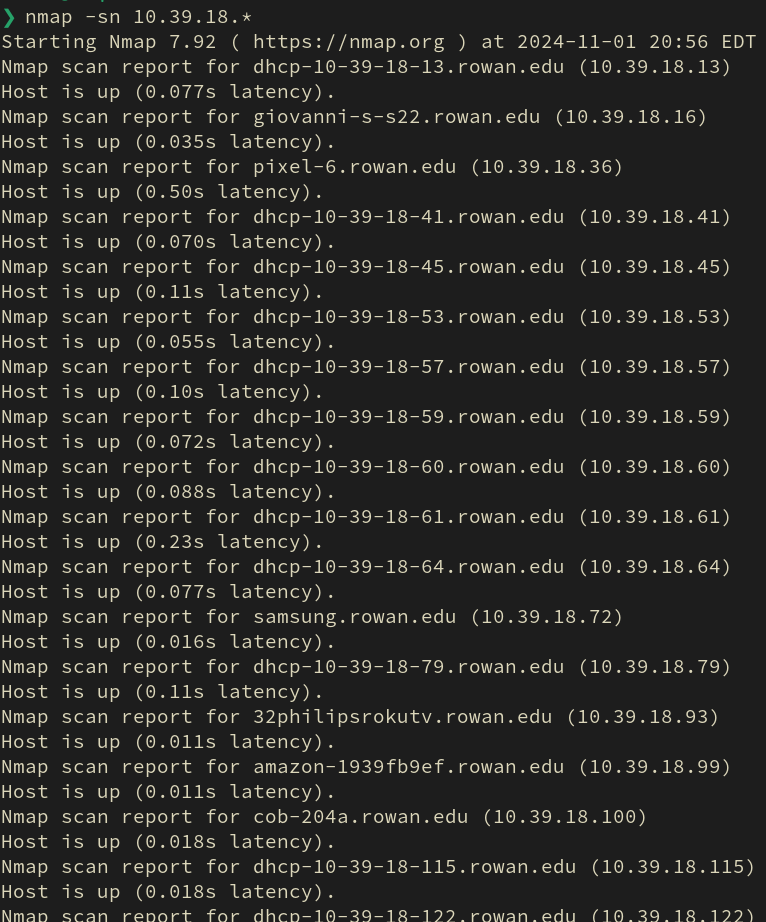 ❯ nmap -sn 10.39.18.*
Starting Nmap 7.92 ( https://nmap.org ) at 2024-11-01 20:56 EDT
Nmap scan report for dhcp-10-39-18-13.rowan.edu (10.39.18.13)
Host is up (0.077s latency).
Nmap scan report for giovanni-s-s22.rowan.edu (10.39.18.16)
Host is up (0.035s latency).
Nmap scan report for pixel-6.rowan.edu (10.39.18.36)
Host is up (0.50s latency).
Nmap scan report for dhcp-10-39-18-41.rowan.edu (10.39.18.41)
Host is up (0.070s latency).
Nmap scan report for dhcp-10-39-18-45.rowan.edu (10.39.18.45)
Host is up (0.11s latency).
Nmap scan report for dhcp-10-39-18-53.rowan.edu (10.39.18.53)
Host is up (0.055s latency).
Nmap scan report for dhcp-10-39-18-57.rowan.edu (10.39.18.57)
Host is up (0.10s latency).
Nmap scan report for dhcp-10-39-18-59.rowan.edu (10.39.18.59)
Host is up (0.072s latency).
Nmap scan report for dhcp-10-39-18-60.rowan.edu (10.39.18.60)
Host is up (0.088s latency).
Nmap scan report for dhcp-10-39-18-61.rowan.edu (10.39.18.61)
Host is up (0.23s latency).
Nmap scan report for dhcp-10-39-18-64.rowan.edu (10.39.18.64)
Host is up (0.077s latency).
Nmap scan report for samsung.rowan.edu (10.39.18.72)
Host is up (0.016s latency).
Nmap scan report for dhcp-10-39-18-79.rowan.edu (10.39.18.79)
Host is up (0.11s latency).
Nmap scan report for 32philipsrokutv.rowan.edu (10.39.18.93)
Host is up (0.011s latency).
Nmap scan report for amazon-1939fb9ef.rowan.edu (10.39.18.99)
Host is up (0.011s latency).
Nmap scan report for cob-204a.rowan.edu (10.39.18.100)
Host is up (0.018s latency).
Nmap scan report for dhcp-10-39-18-115.rowan.edu (10.39.18.115)
Host is up (0.018s latency).
Nmap scan report for dhcp-10-39-18-122.rowan.edu (10.39.18.122)